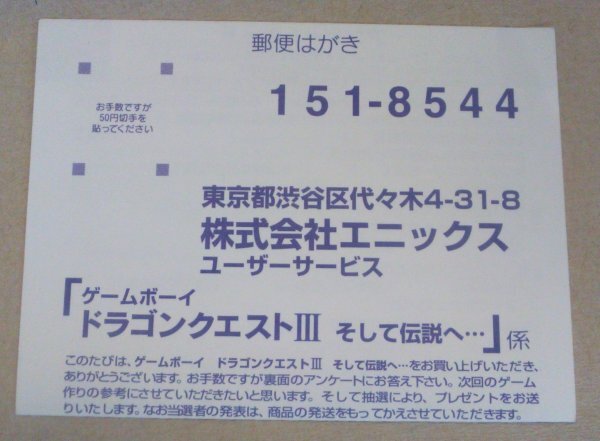 郵便はがき
お手数ですが
50円切手を
貼ってください
151-8544
東京都渋谷区代々木4-31-8
株式会社エニックス
ユーザーサービス
「ゲームボーイ
ドラゴンクエストⅢ そして伝説へ…」係
このたびは、ゲームボーイ ドラゴンクエストⅢ そして伝説へ…をお買い上げいただき、
ありがとうございます。お手数ですが裏面のアンケートにお答え下さい。次回のゲーム
作りの参考にさせていただきたいと思います。そして抽選により、プレゼントをお送
りいたします。なお当選者の発表は、商品の発送をもってかえさせていただきます。